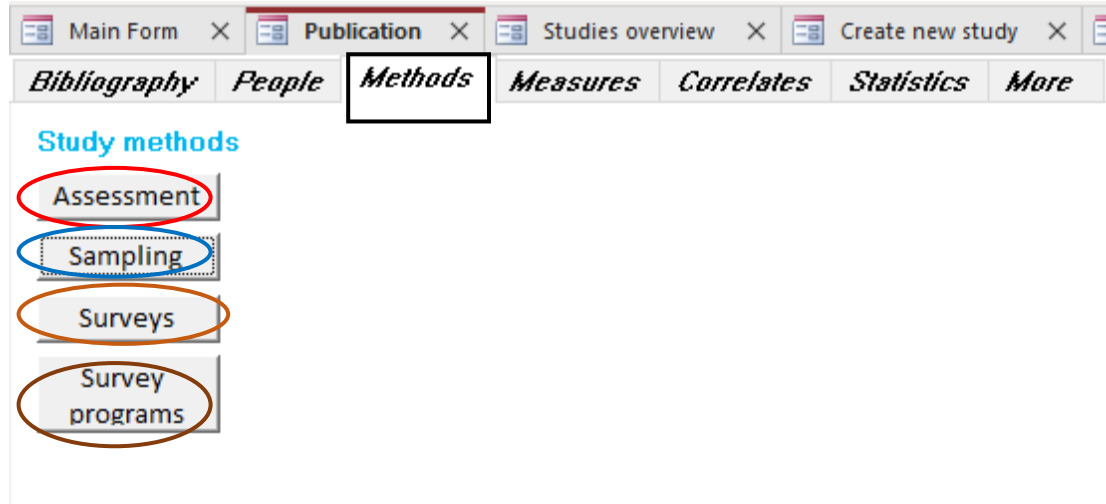 Main Form Publication Studies overview Create new study
Bibliography People Methods Measures Correlates Statistics More
Study methods
Assessment
Sampling
Surveys
Survey
programs